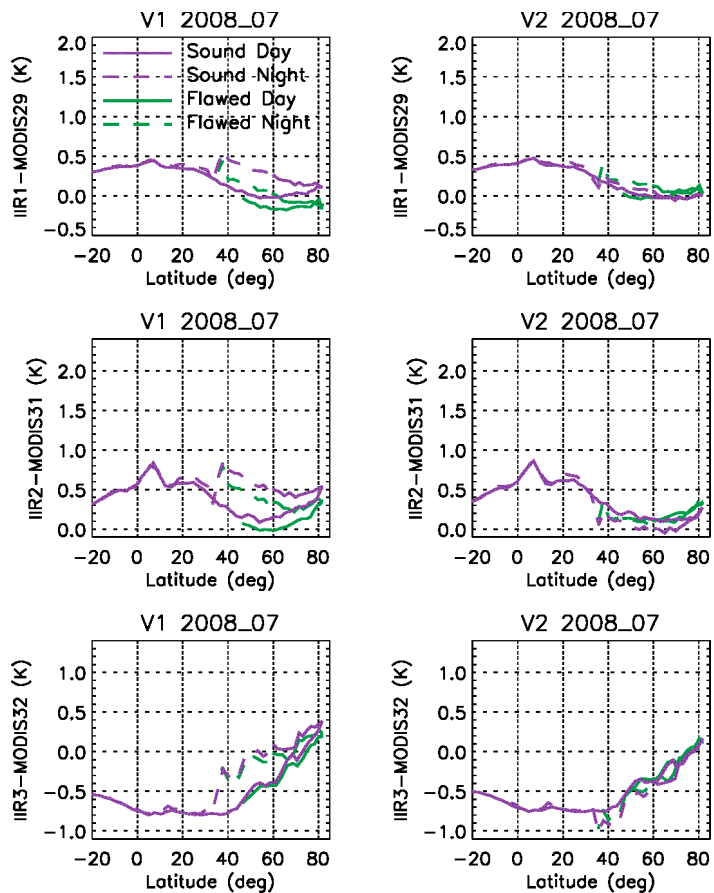 V1 2008_07
V2 2008_07
IIR1-MODIS29 (K)
2.0
1.5
1.0
0.5
0.0
-0.5
Sound Day
Sound Night
Flawed Day
Flawed Night
-20 0 20 40 60 80
Latitude (deg)
IIR1-MODIS29 (K)
2.0
1.5
1.0
0.5
0.0
-0.5
-20 0 20 40 60 80
Latitude (deg)
V1 2008_07
V2 2008_07
IIR2-MODIS31 (K)
2.0
1.5
1.0
0.5
0.0
-20 0 20 40 60 80
Latitude (deg)
IIR2-MODIS31 (K)
2.0
1.5
1.0
0.5
0.0
-20 0 20 40 60 80
Latitude (deg)
V1 2008_07
V2 2008_07
IIR3-MODIS32 (K)
1.0
0.5
0.0
-0.5
-1.0
-20 0 20 40 60 80
Latitude (deg)
IIR3-MODIS32 (K)
1.0
0.5
0.0
-0.5
-1.0
-20 0 20 40 60 80
Latitude (deg)